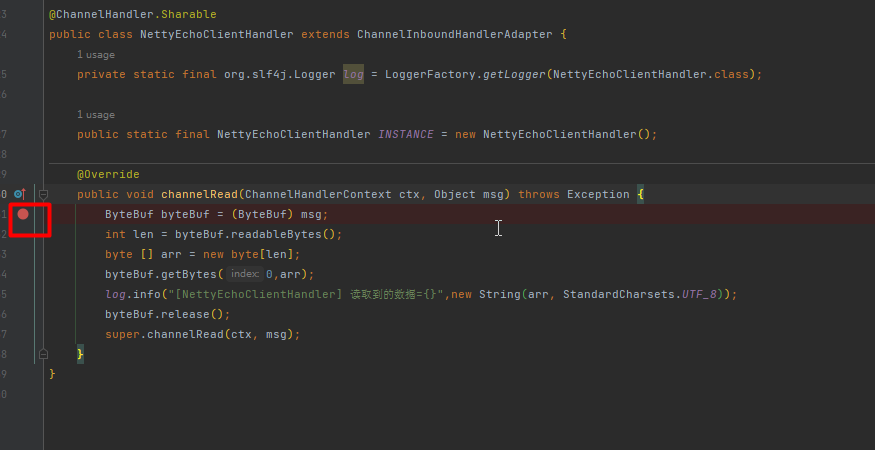 3 @ChannelHandler.Sharable
4 public class NettyEchoClientHandler extends ChannelInboundHandlerAdapter {
1 usage
5 private static final org.slf4j.Logger log = LoggerFactory.getLogger(NettyEchoClientHandler.class);
6
1 usage
7 public static final NettyEchoClientHandler INSTANCE = new NettyEchoClientHandler();
8
9 @Override
0 public void channelRead(ChannelHandlerContext ctx, Object msg) throws Exception {
1 ByteBuf byteBuf = (ByteBuf) msg;
2 int len = byteBuf.readableBytes();
3 byte [] arr = new byte[len];
4 byteBuf.getBytes( index: 0,arr);
5 log.info("[NettyEchoClientHandler] 读取到的数据={}",new String(arr, StandardCharsets.UTF_8));
6 byteBuf.release();
7 super.channelRead(ctx, msg);
8 }
9 }
0